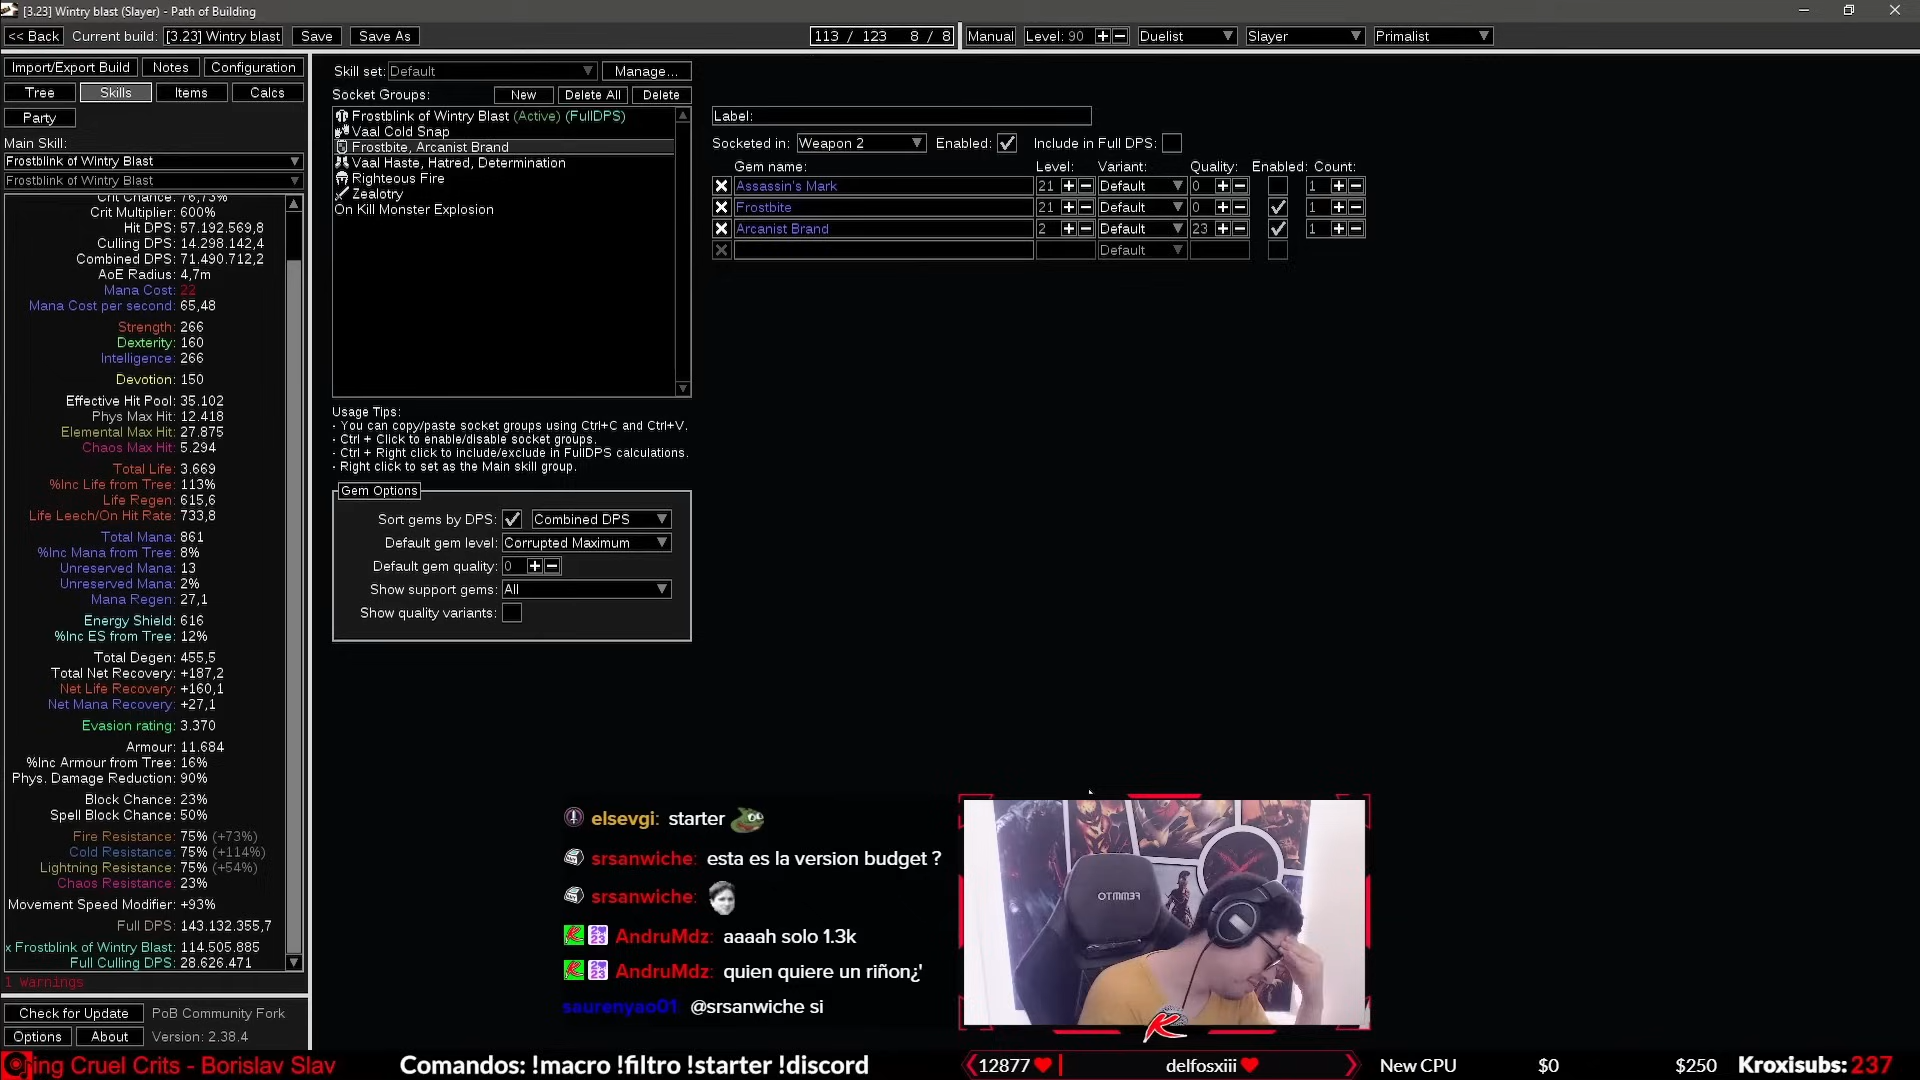 [3.23] Wintry blast (Slayer) - Path of Building
<< Back Current build: [3.23] Wintry blast Save Save As 113 / 123 8 / 8 Manual Level: 90 Duelist Slayer Primalist
Import/Export Build Notes Configuration
Tree Skills Items Calcs
Party
Main Skill:
Frostblink of Wintry Blast
Frostblink of Wintry Blast
Crit Chance: 76,73%
Crit Multiplier: 600%
Hit DPS: 57.192.569,8
Culling DPS: 14.298.142,4
Combined DPS: 71.490.712,2
AoE Radius: 4,7m
Mana Cost: 22
Mana Cost per second: 65,48
Strength: 266
Dexterity: 160
Intelligence: 266
Devotion: 150
Effective Hit Pool: 35.102
Phys Max Hit: 12.418
Elemental Max Hit: 27.875
Chaos Max Hit: 5.294
Total Life: 3.669
%Inc Life from Tree: 113%
Life Regen: 615,6
Life Leech/On Hit Rate: 733,8
Total Mana: 861
%Inc Mana from Tree: 8%
Unreserved Mana: 13
Unreserved Mana: 2%
Mana Regen: 27,1
Energy Shield: 616
%Inc ES from Tree: 12%
Total Degen: 455,5
Total Net Recovery: +187,2
Net Life Recovery: +160,1
Net Mana Recovery: +27,1
Evasion rating: 3.370
Armour: 11.684
%Inc Armour from Tree: 16%
Phys. Damage Reduction: 90%
Block Chance: 23%
Spell Block Chance: 50%
Fire Resistance: 75% (+73%)
Cold Resistance: 75% (+114%)
Lightning Resistance: 75% (+54%)
Chaos Resistance: 23%
Movement Speed Modifier: +93%
Full DPS: 143.132.355,7
x Frostblink of Wintry Blast: 114.505.885
Full Culling DPS: 28.626.471
1 Warnings
Check for Update PoB Community Fork
Options About Version: 2.38.4
Skill set: Default Manage...
Socket Groups: New Delete All Delete
Frostblink of Wintry Blast (Active) (FullDPS)
Vaal Cold Snap
Frostbite, Arcanist Brand
Vaal Haste, Hatred, Determination
Righteous Fire
Zealotry
On Kill Monster Explosion
Usage Tips:
- You can copy/paste socket groups using Ctrl+C and Ctrl+V.
- Ctrl + Click to enable/disable socket groups.
- Ctrl + Right click to include/exclude in FullDPS calculations.
- Right click to set as the Main skill group.
Gem Options
Sort gems by DPS: Combined DPS
Default gem level: Corrupted Maximum
Default gem quality: 0
Show support gems: All
Show quality variants:
Label:
Socketed in: Weapon 2 Enabled: Include in Full DPS:
Gem name: Level: Variant: Quality: Enabled: Count:
Assassin's Mark 21 Default 0 1
Frostbite 21 Default 0 1
Arcanist Brand 2 Default 23 1
Default
elsevgi: starter
srsanwiche: esta es la version budget ?
srsanwiche:
AndruMdz: aaaah solo 1.3k
AndruMdz: quien quiere un riñon¿'
saurenyao01: @srsanwiche si
FEMMTO
ing Cruel Crits - Borislav Slav Comandos: !macro !filtro !starter !discord 12877 delfosxiii New CPU $0 $250 Kroxisubs: 237